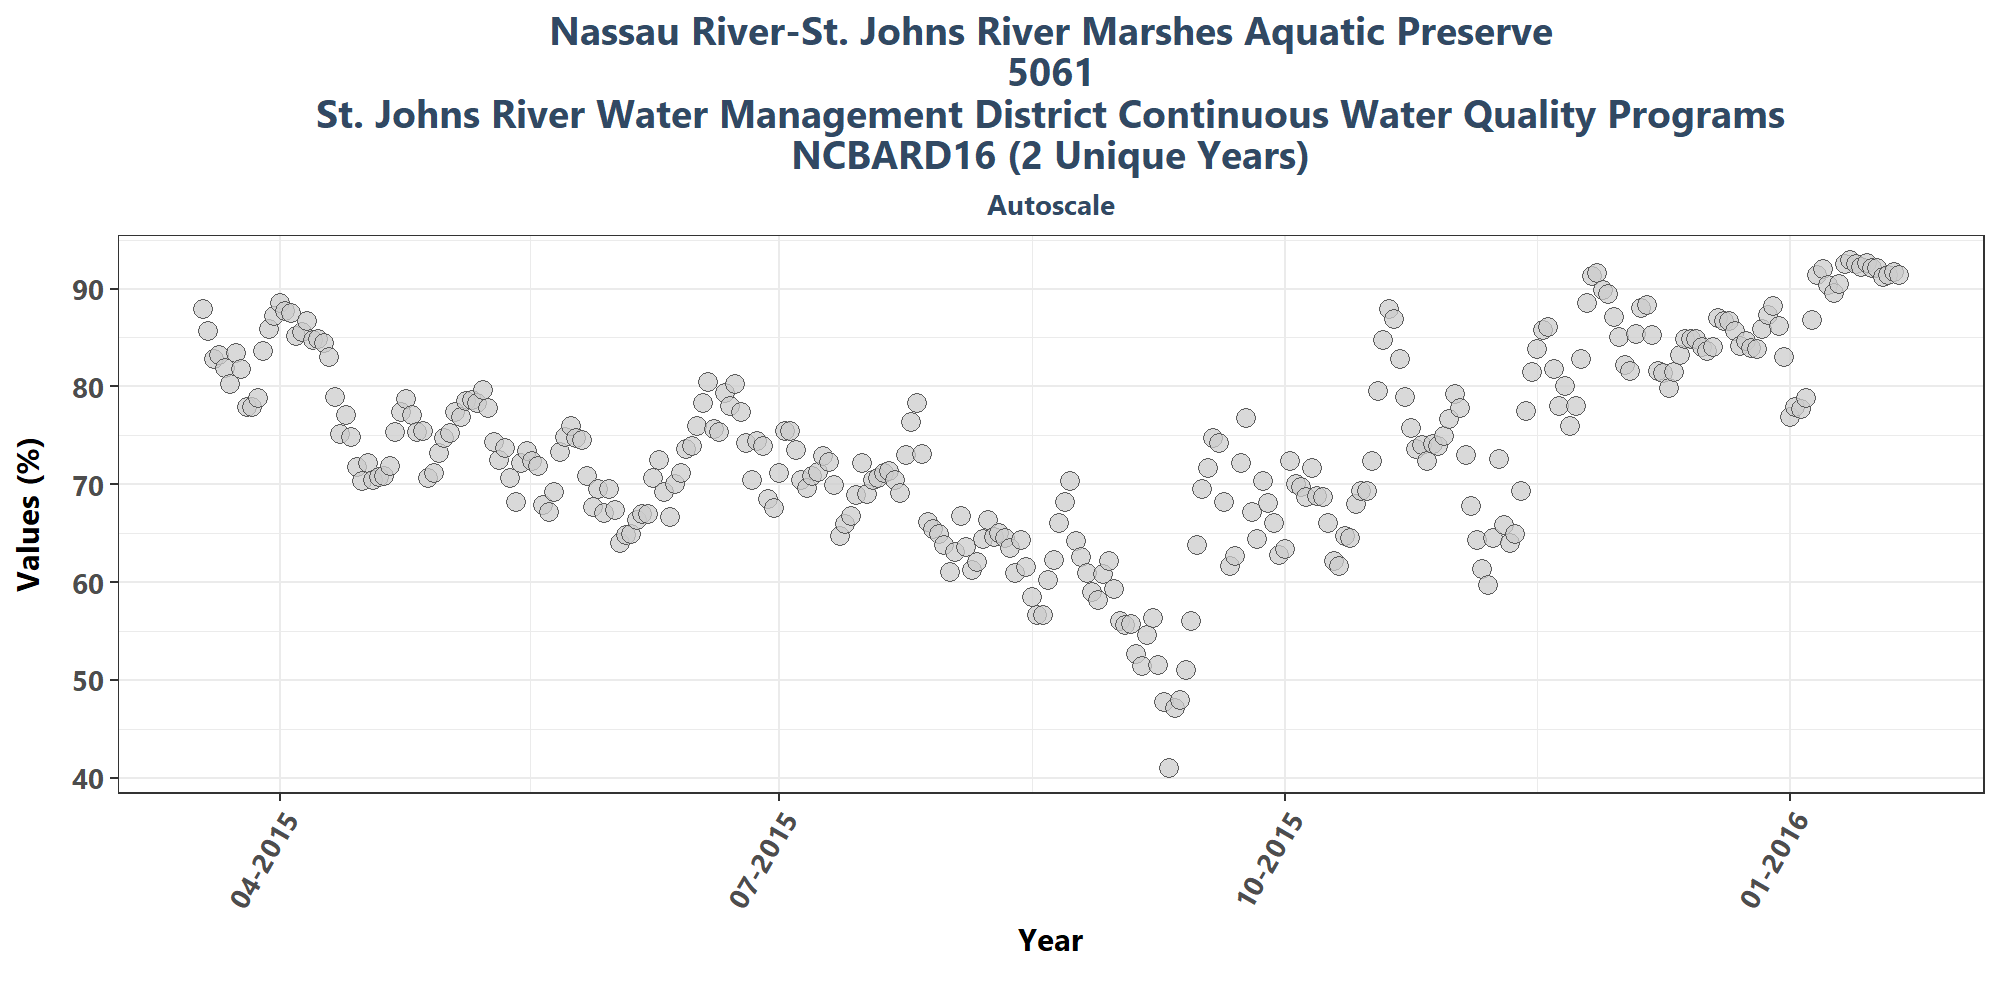 Nassau River-St. Johns River Marshes Aquatic Preserve
5061
St. Johns River Water Management District Continuous Water Quality Programs
NCBARD16 (2 Unique Years)
Autoscale
Values (%)
90
80
70
60
50
40
04-2015
07-2015
10-2015
01-2016
Year